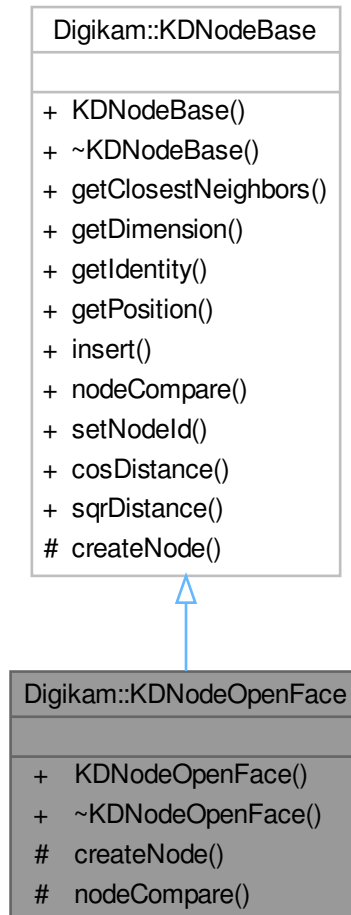 Digikam::KDNodeBase
+ KDNodeBase()
+ ~KDNodeBase()
+ getClosestNeighbors()
+ getDimension()
+ getIdentity()
+ getPosition()
+ insert()
+ nodeCompare()
+ setNodeId()
+ cosDistance()
+ sqrDistance()
# createNode()
Digikam::KDNodeOpenFace
+ KDNodeOpenFace()
+ ~KDNodeOpenFace()
# createNode()
# nodeCompare()